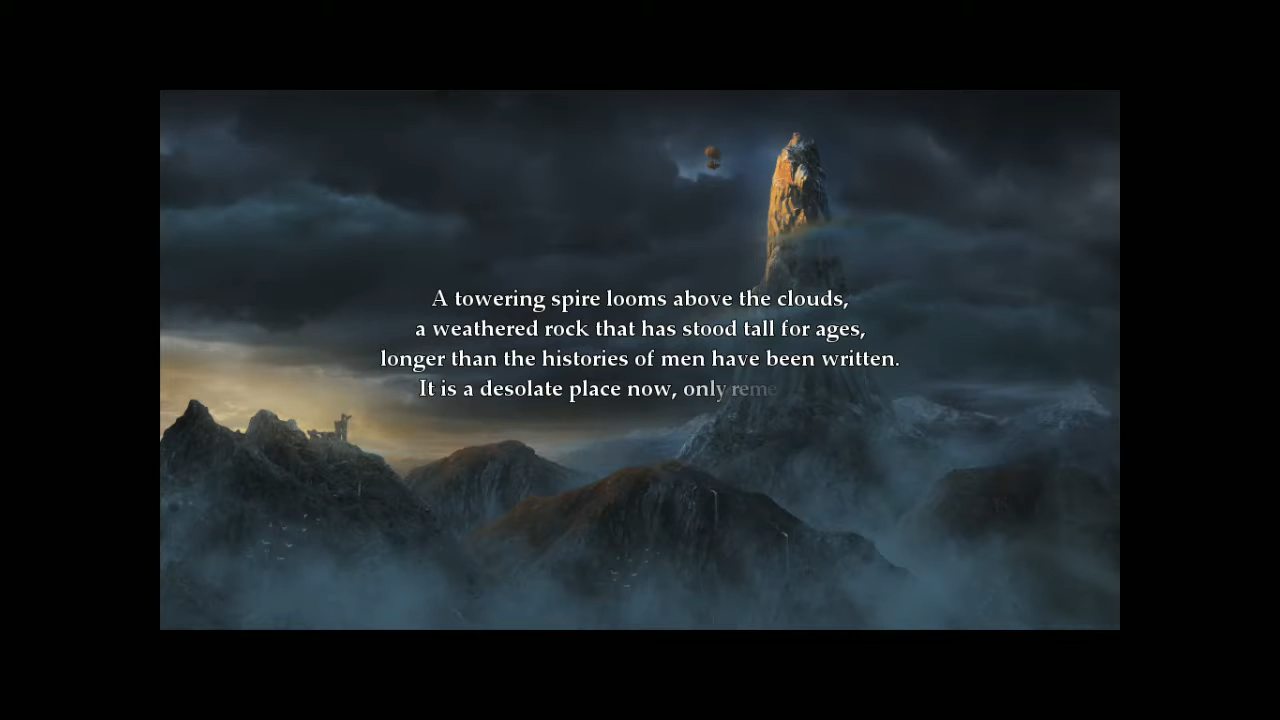 A towering spire looms above the clouds,
a weathered rock that has stood tall for ages,
longer than the histories of men have been written.
It is a desolate place now, only reme